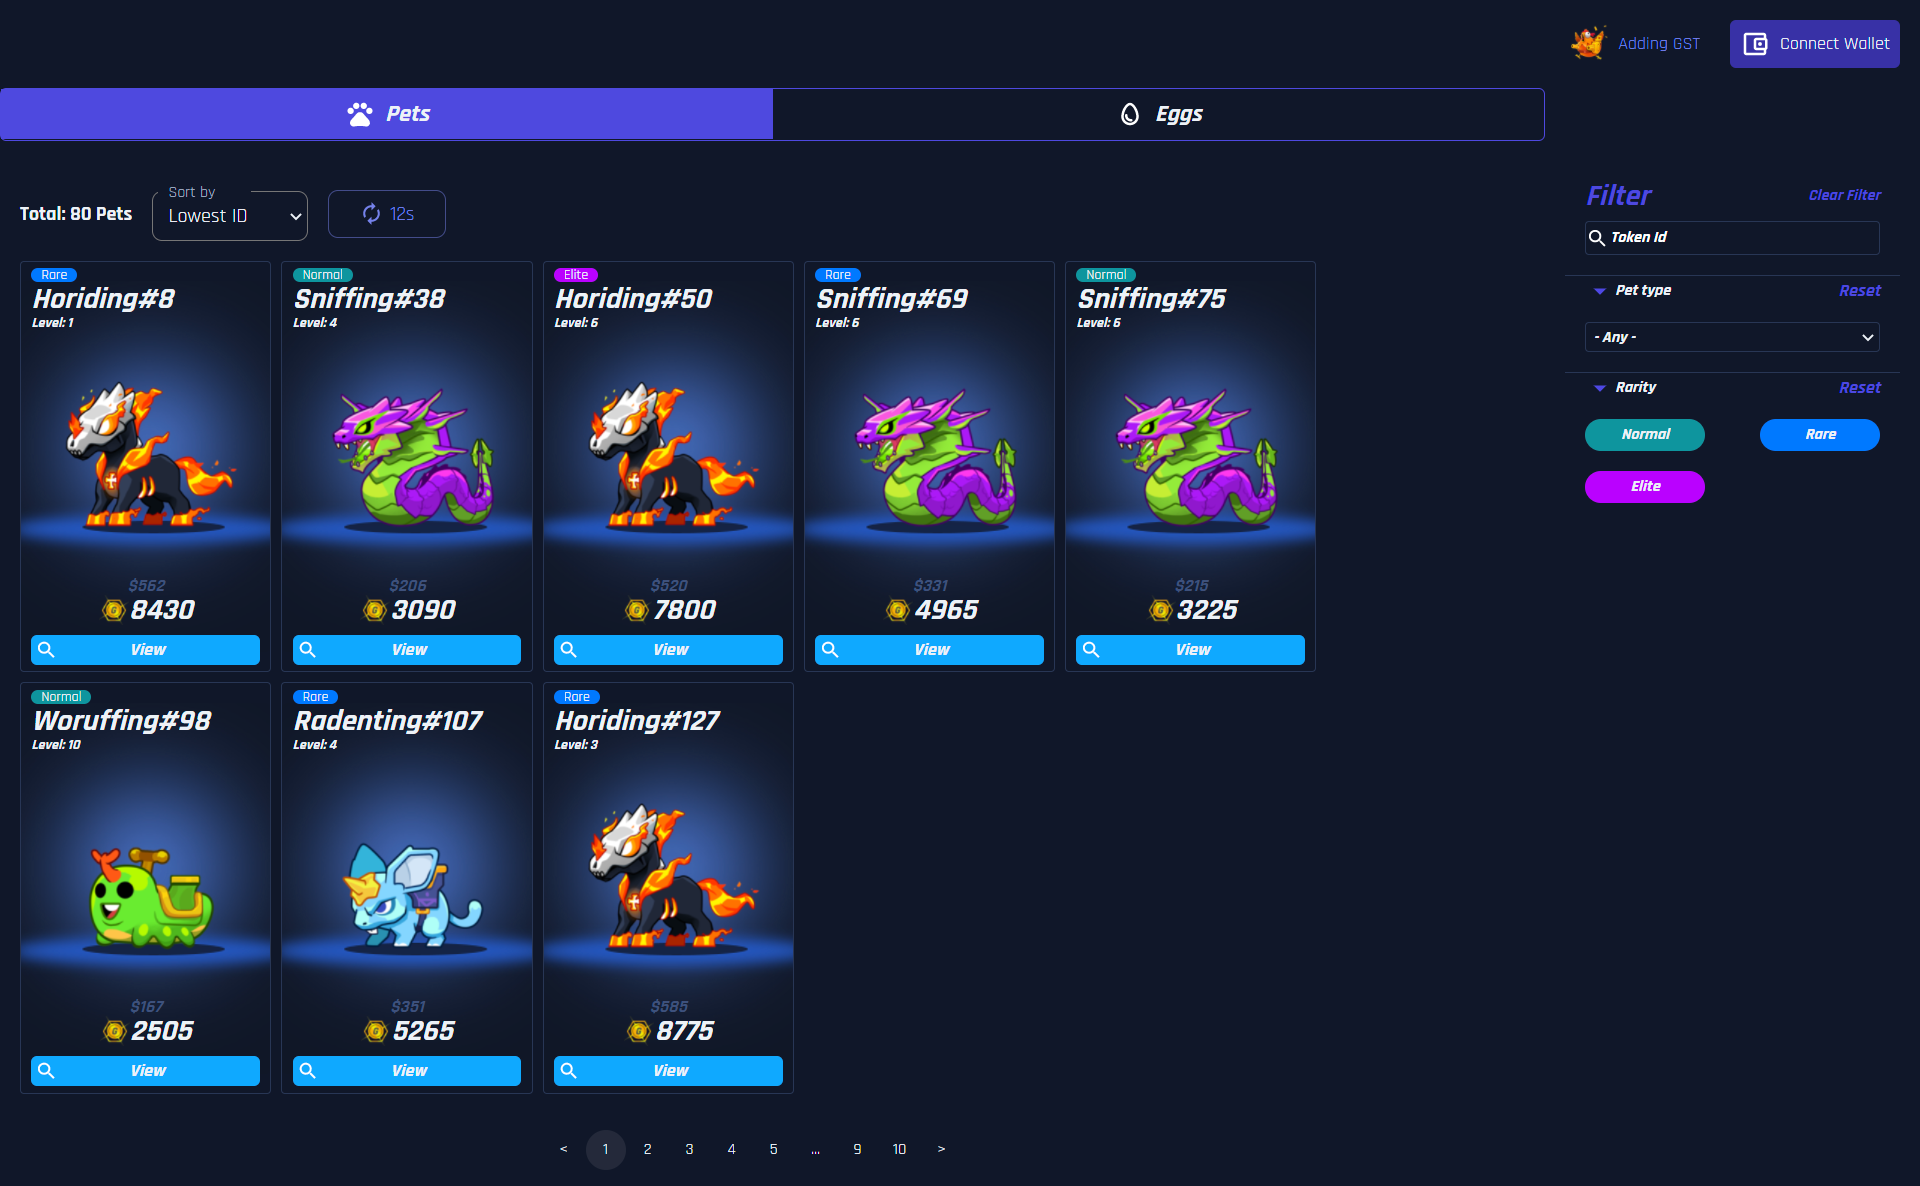 Adding GST
Connect Wallet
Pets
Eggs
Total: 80 Pets
Sort by
Lowest ID
12s
Filter
Clear Filter
Token Id
Pet type
Reset
- Any -
Rarity
Reset
Normal
Rare
Elite
Rare
Horiding#8
Level: 1
$562
8430
View
Normal
Sniffing#38
Level: 4
$206
3090
View
Elite
Horiding#50
Level: 6
$520
7800
View
Rare
Sniffing#69
Level: 6
$331
4965
View
Normal
Sniffing#75
Level: 6
$215
3225
View
Normal
Woruffing#98
Level: 10
$167
2505
View
Rare
Radenting#107
Level: 4
$351
5265
View
Rare
Horiding#127
Level: 3
$585
8775
View
< 1 2 3 4 5 ... 9 10 >